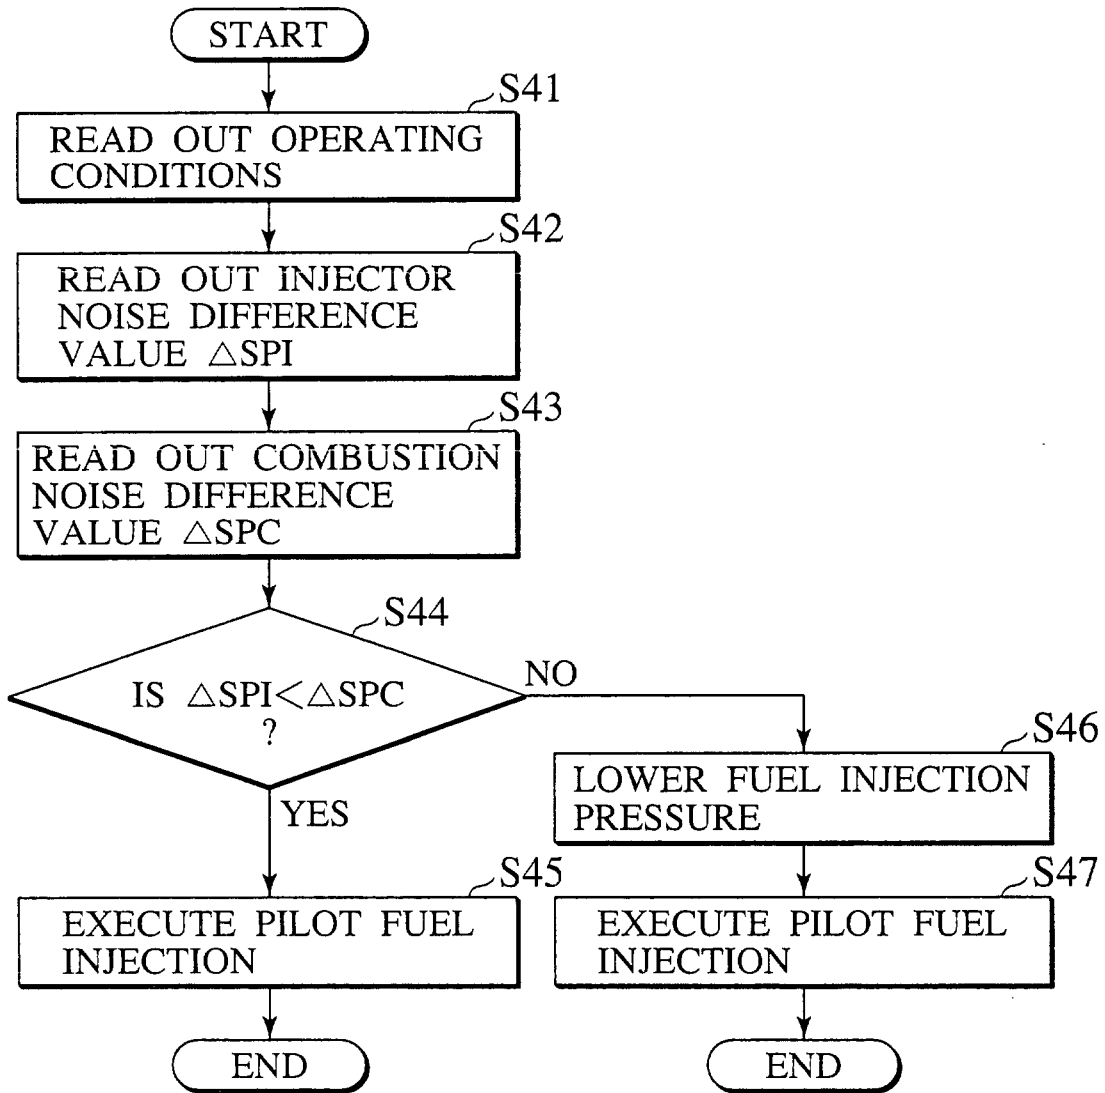 START
S41
READ OUT OPERATING
CONDITIONS
S42
READ OUT INJECTOR
NOISE DIFFERENCE
VALUE △SPI
S43
READ OUT COMBUSTION
NOISE DIFFERENCE
VALUE △SPC
S44
IS △SPI<△SPC
?
NO
YES
S46
LOWER FUEL INJECTION
PRESSURE
S45
EXECUTE PILOT FUEL
INJECTION
S47
EXECUTE PILOT FUEL
INJECTION
END
END